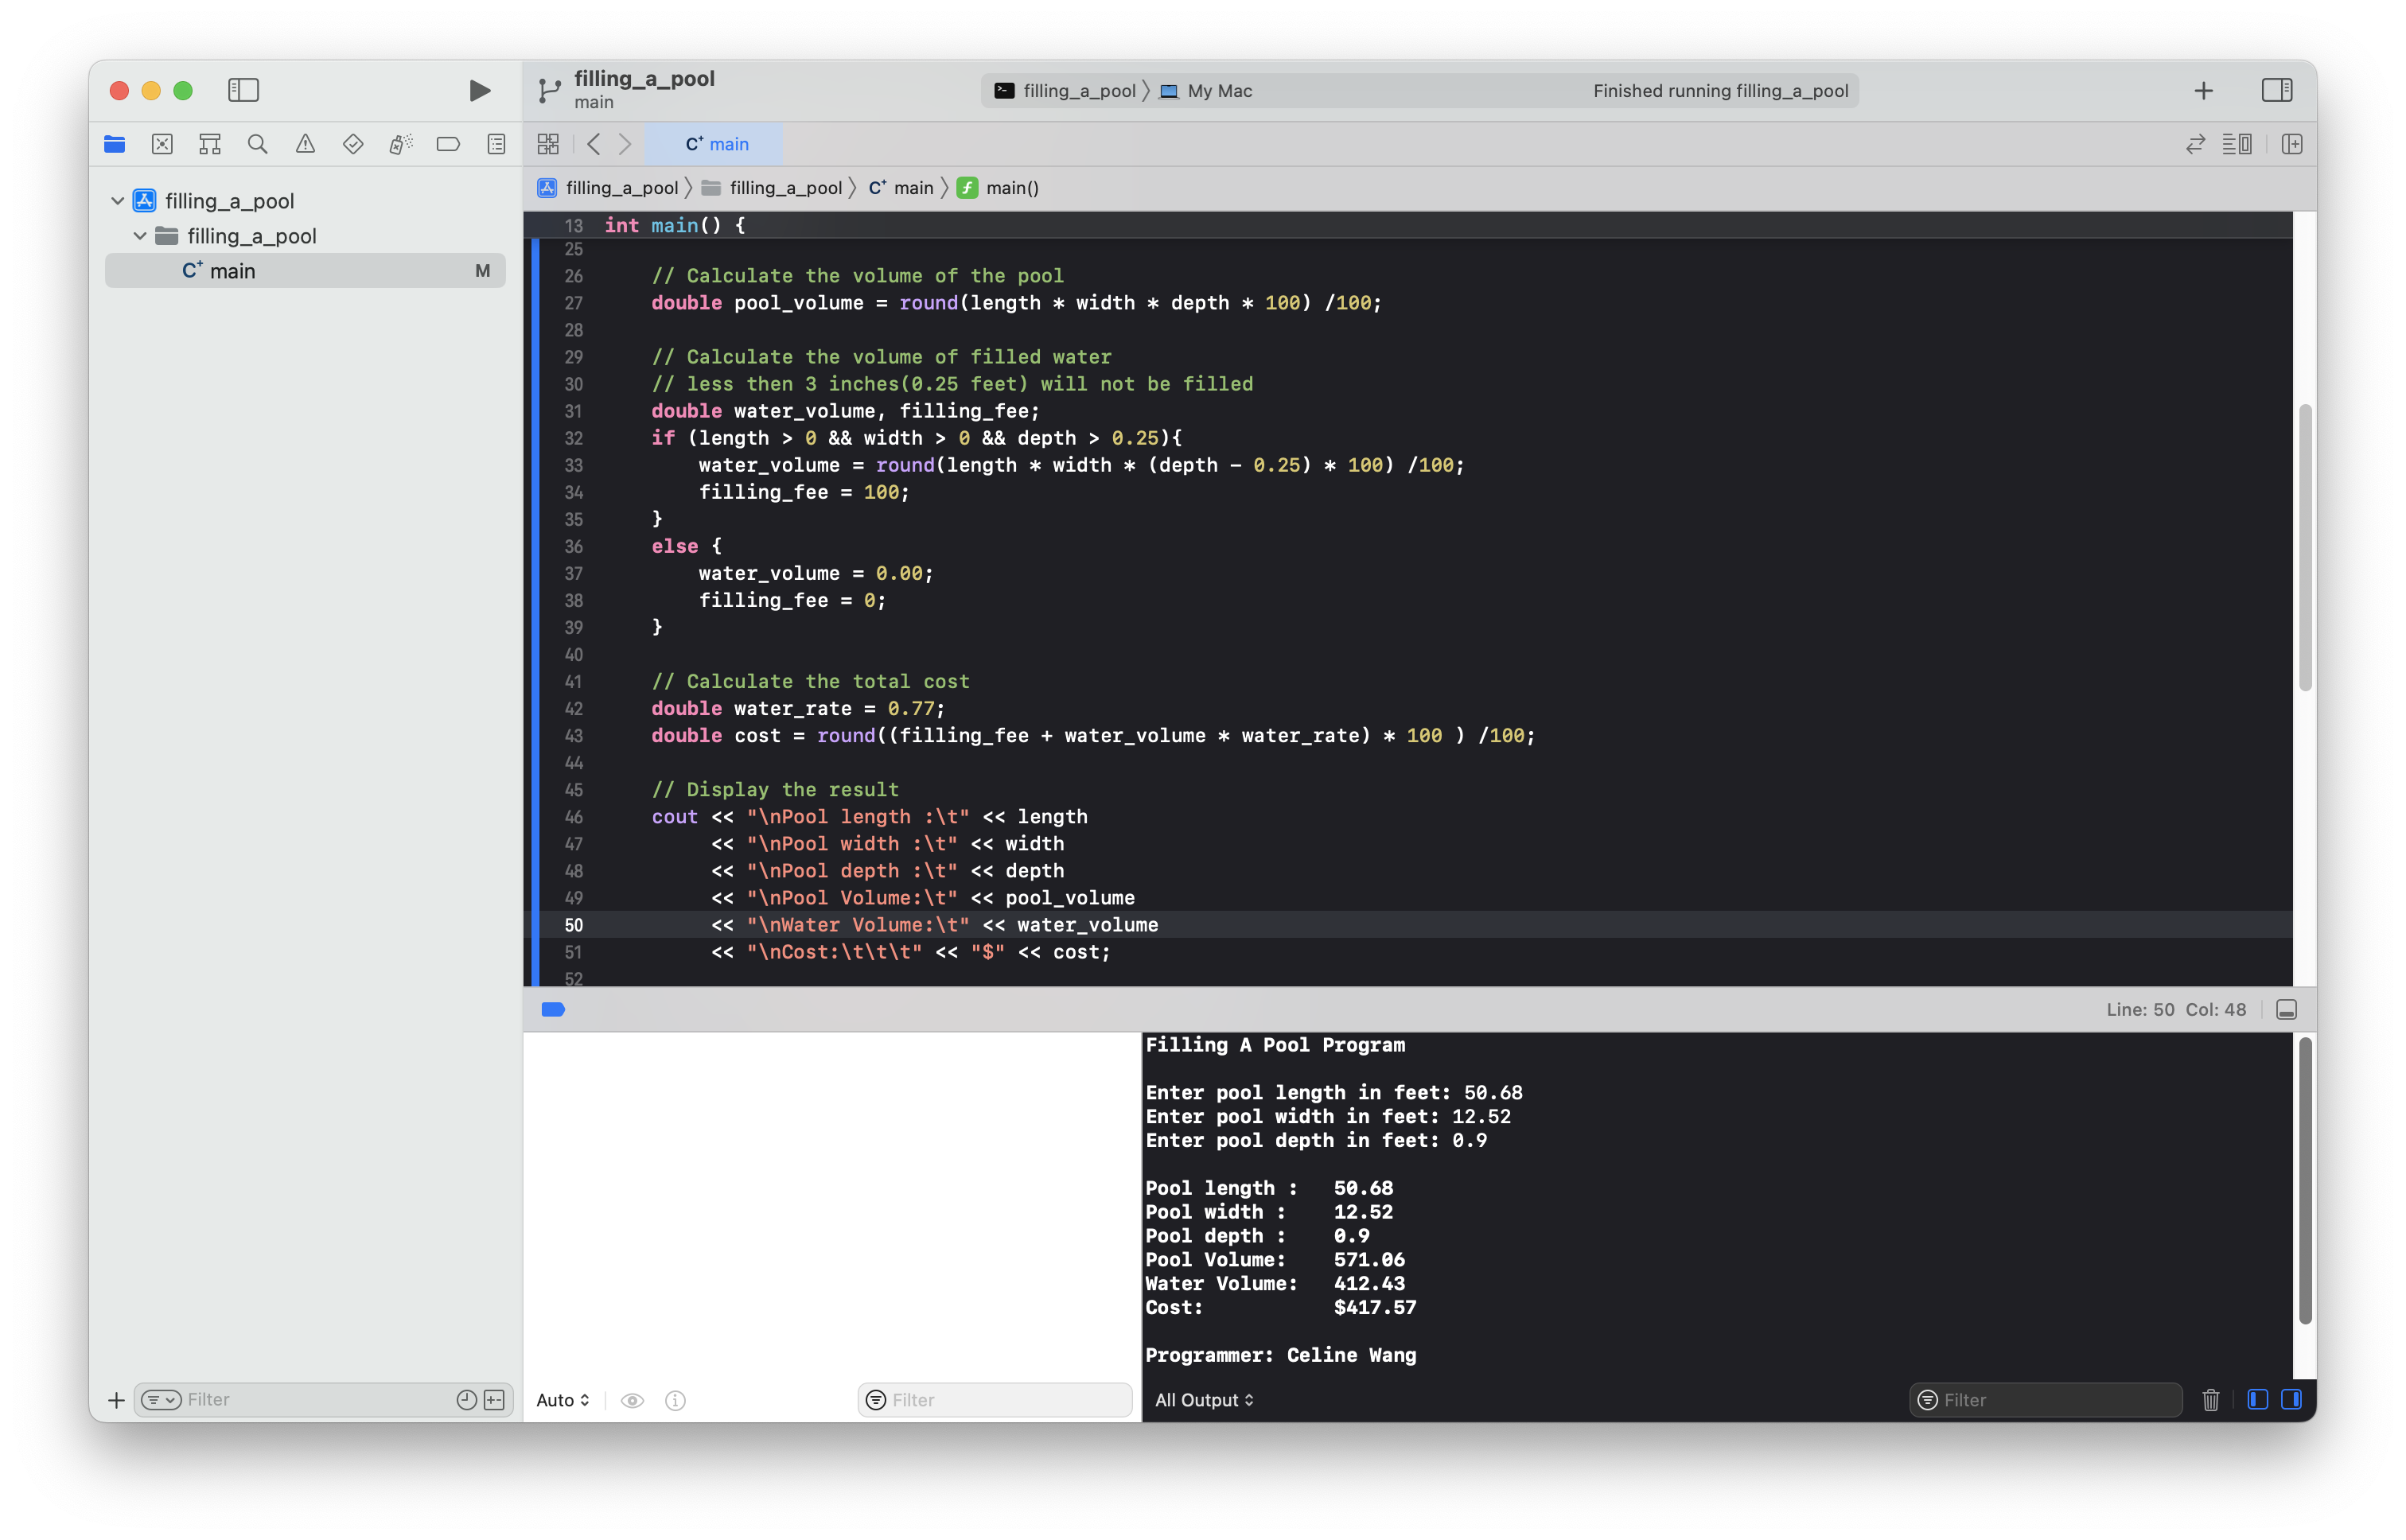 filling_a_pool
main
filling_a_pool 〉 My Mac
Finished running filling_a_pool
C+ main
filling_a_pool 〉 filling_a_pool 〉 C+ main 〉 f main()
filling_a_pool
filling_a_pool
C+ main M
13 int main() {
25
26 // Calculate the volume of the pool
27 double pool_volume = round(length * width * depth * 100) /100;
28
29 // Calculate the volume of filled water
30 // less then 3 inches(0.25 feet) will not be filled
31 double water_volume, filling_fee;
32 if (length > 0 && width > 0 && depth > 0.25){
33 water_volume = round(length * width * (depth - 0.25) * 100) /100;
34 filling_fee = 100;
35 }
36 else {
37 water_volume = 0.00;
38 filling_fee = 0;
39 }
40
41 // Calculate the total cost
42 double water_rate = 0.77;
43 double cost = round((filling_fee + water_volume * water_rate) * 100 ) /100;
44
45 // Display the result
46 cout << "\nPool length :\t" << length
47 << "\nPool width :\t" << width
48 << "\nPool depth :\t" << depth
49 << "\nPool Volume:\t" << pool_volume
50 << "\nWater Volume:\t" << water_volume
51 << "\nCost:\t\t\t" << "$" << cost;
52
Line: 50 Col: 48
Filling A Pool Program
Enter pool length in feet: 50.68
Enter pool width in feet: 12.52
Enter pool depth in feet: 0.9
Pool length : 50.68
Pool width : 12.52
Pool depth : 0.9
Pool Volume: 571.06
Water Volume: 412.43
Cost: $417.57
Programmer: Celine Wang
Filter
Auto
Filter
All Output
Filter